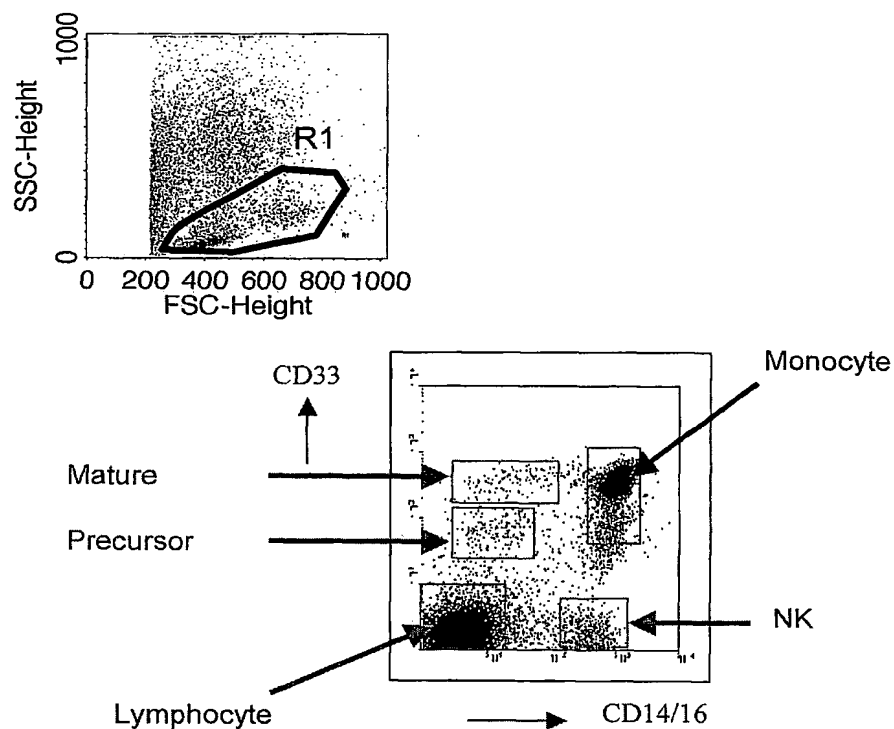 1000
SSC-Height
0
R1
0 200 400 600 800 1000
FSC-Height
CD33
Monocyte
Mature
Precursor
NK
Lymphocyte
CD14/16